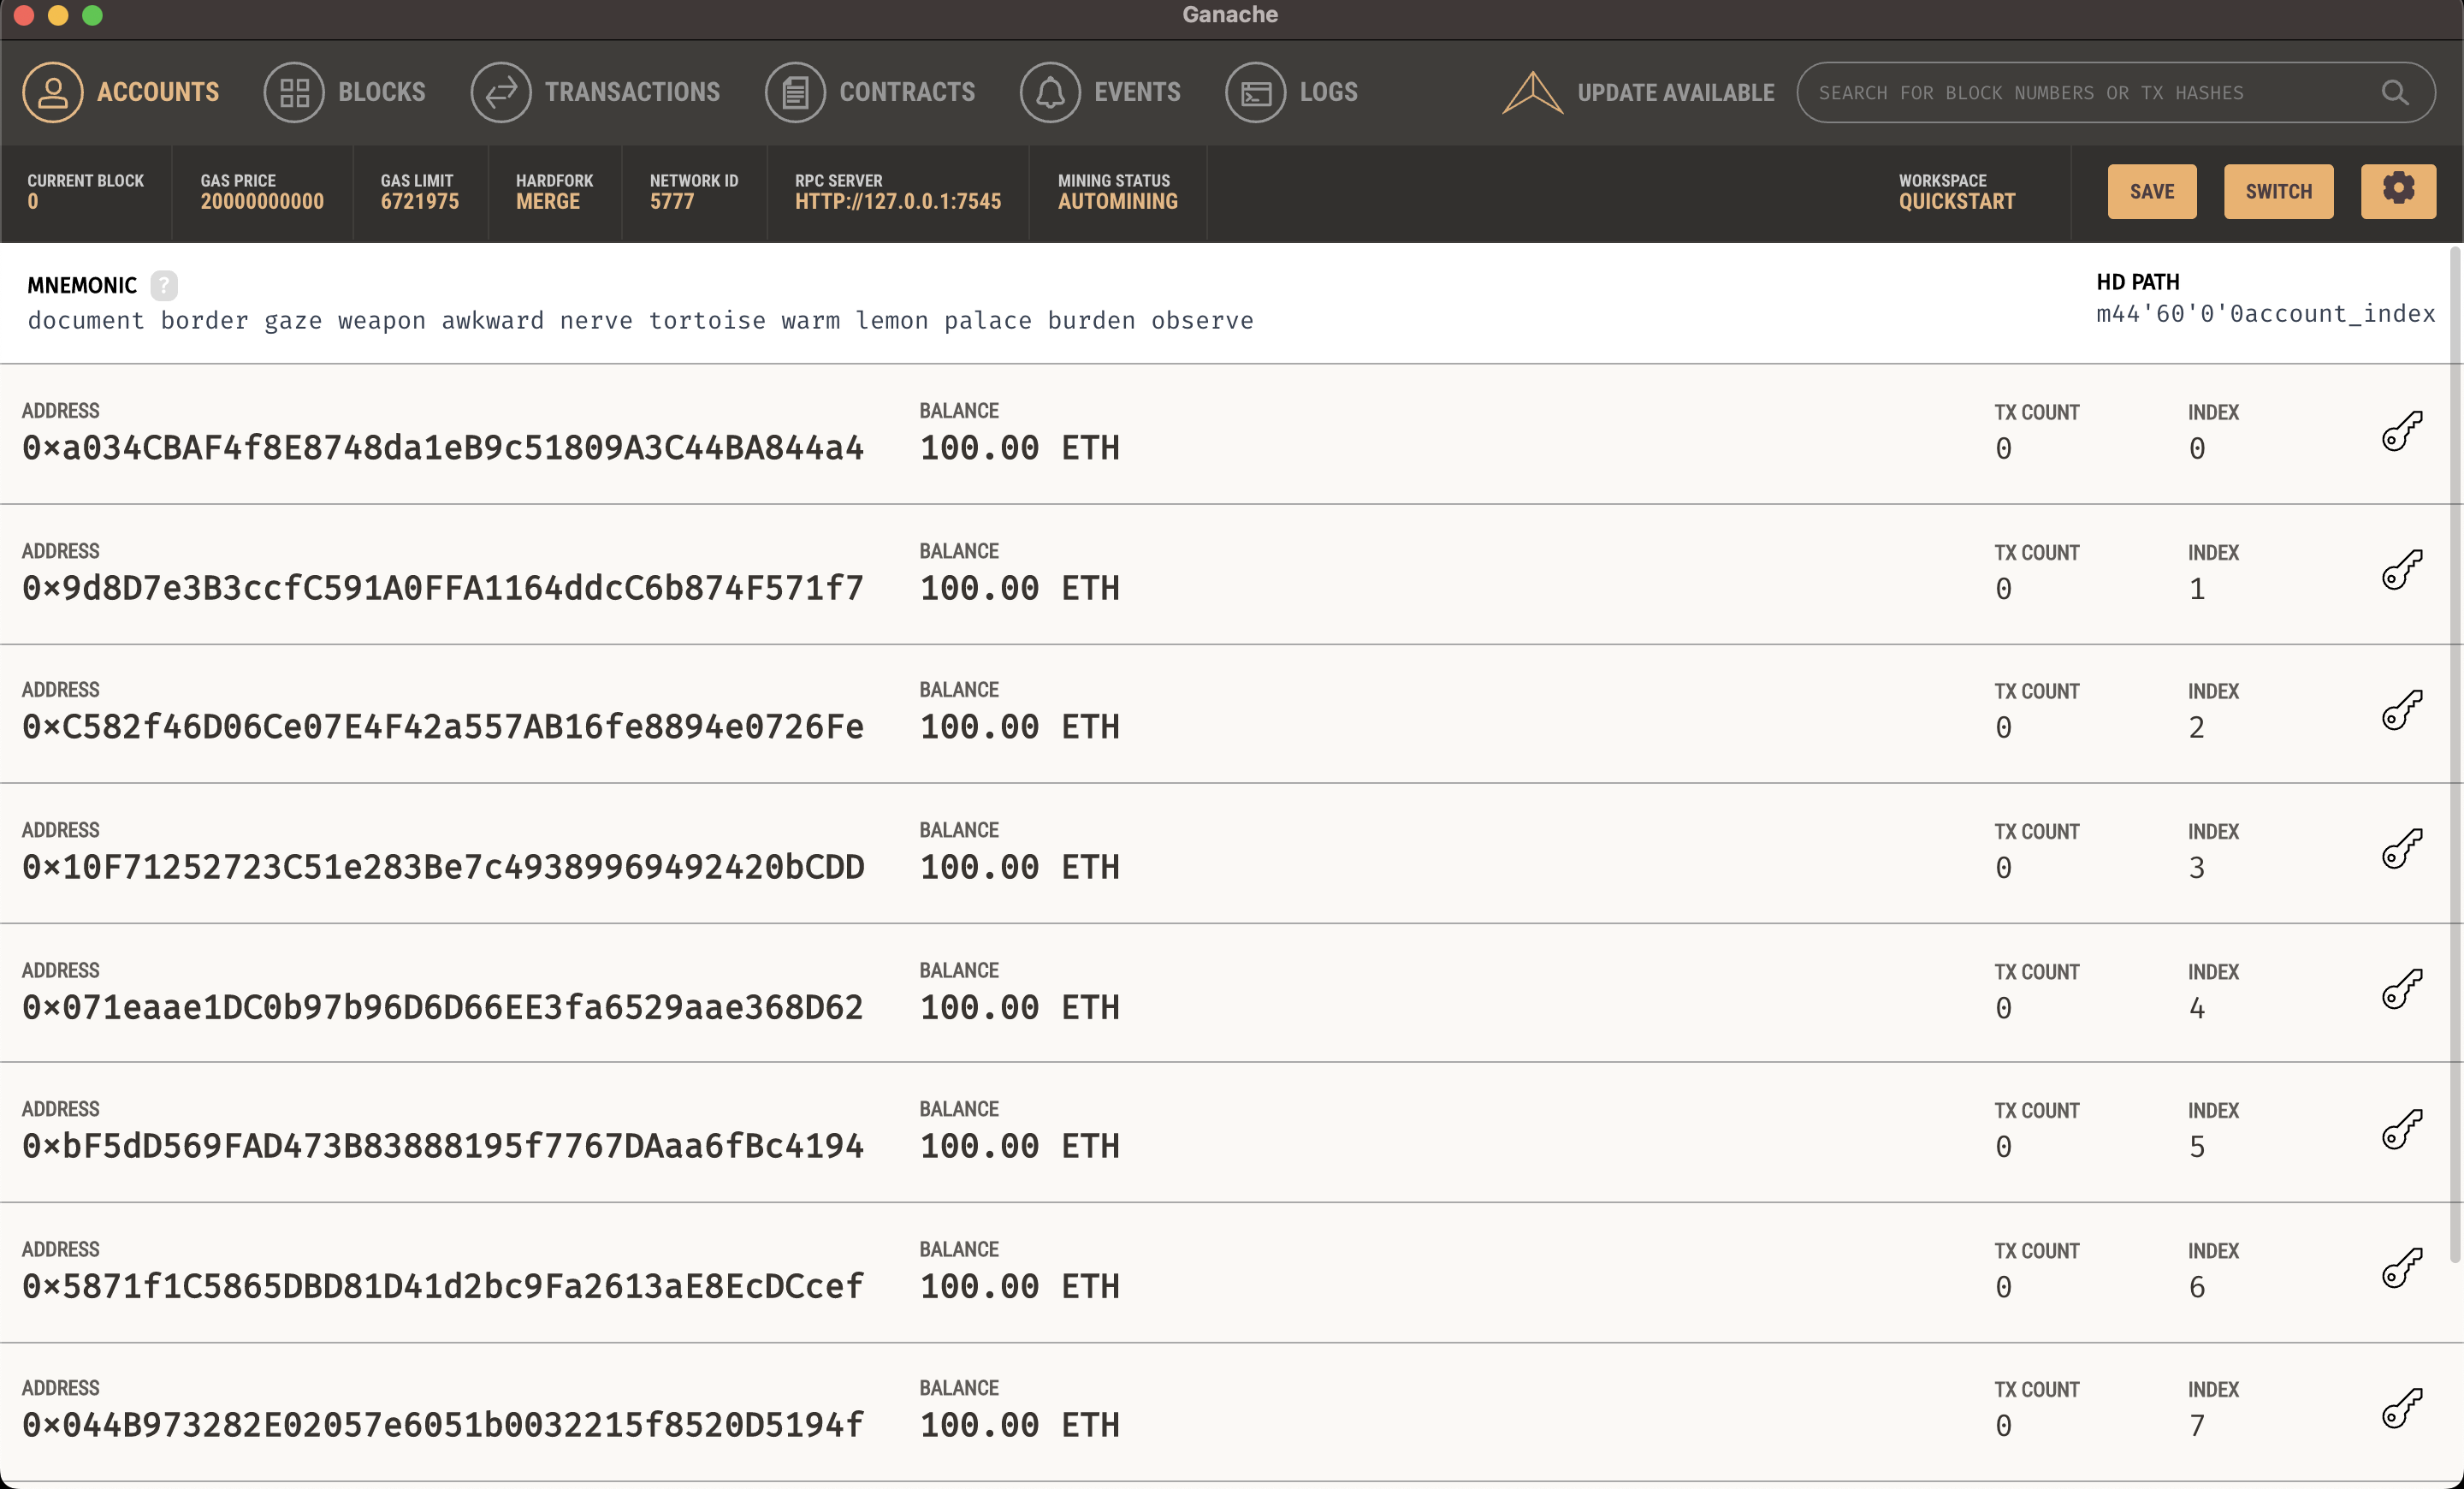 Ganache
ACCOUNTS BLOCKS TRANSACTIONS CONTRACTS EVENTS LOGS UPDATE AVAILABLE SEARCH FOR BLOCK NUMBERS OR TX HASHES
CURRENT BLOCK GAS PRICE GAS LIMIT HARDFORK NETWORK ID RPC SERVER MINING STATUS WORKSPACE
0 20000000000 6721975 MERGE 5777 HTTP://127.0.0.1:7545 AUTOMINING QUICKSTART SAVE SWITCH
MNEMONIC ? HD PATH
document border gaze weapon awkward nerve tortoise warm lemon palace burden observe m44'60'0'0account_index
ADDRESS BALANCE TX COUNT INDEX
0×a034CBAF4f8E8748da1eB9c51809A3C44BA844a4 100.00 ETH 0 0
ADDRESS BALANCE TX COUNT INDEX
0×9d8D7e3B3ccfC591A0FFA1164ddcC6b874F571f7 100.00 ETH 0 1
ADDRESS BALANCE TX COUNT INDEX
0×C582f46D06Ce07E4F42a557AB16fe8894e0726Fe 100.00 ETH 0 2
ADDRESS BALANCE TX COUNT INDEX
0×10F71252723C51e283Be7c49389969492420bCDD 100.00 ETH 0 3
ADDRESS BALANCE TX COUNT INDEX
0×071eaae1DC0b97b96D6D66EE3fa6529aae368D62 100.00 ETH 0 4
ADDRESS BALANCE TX COUNT INDEX
0×bF5dD569FAD473B83888195f7767DAaa6fBc4194 100.00 ETH 0 5
ADDRESS BALANCE TX COUNT INDEX
0×5871f1C5865DBD81D41d2bc9Fa2613aE8EcDCcef 100.00 ETH 0 6
ADDRESS BALANCE TX COUNT INDEX
0×044B973282E02057e6051b0032215f8520D5194f 100.00 ETH 0 7